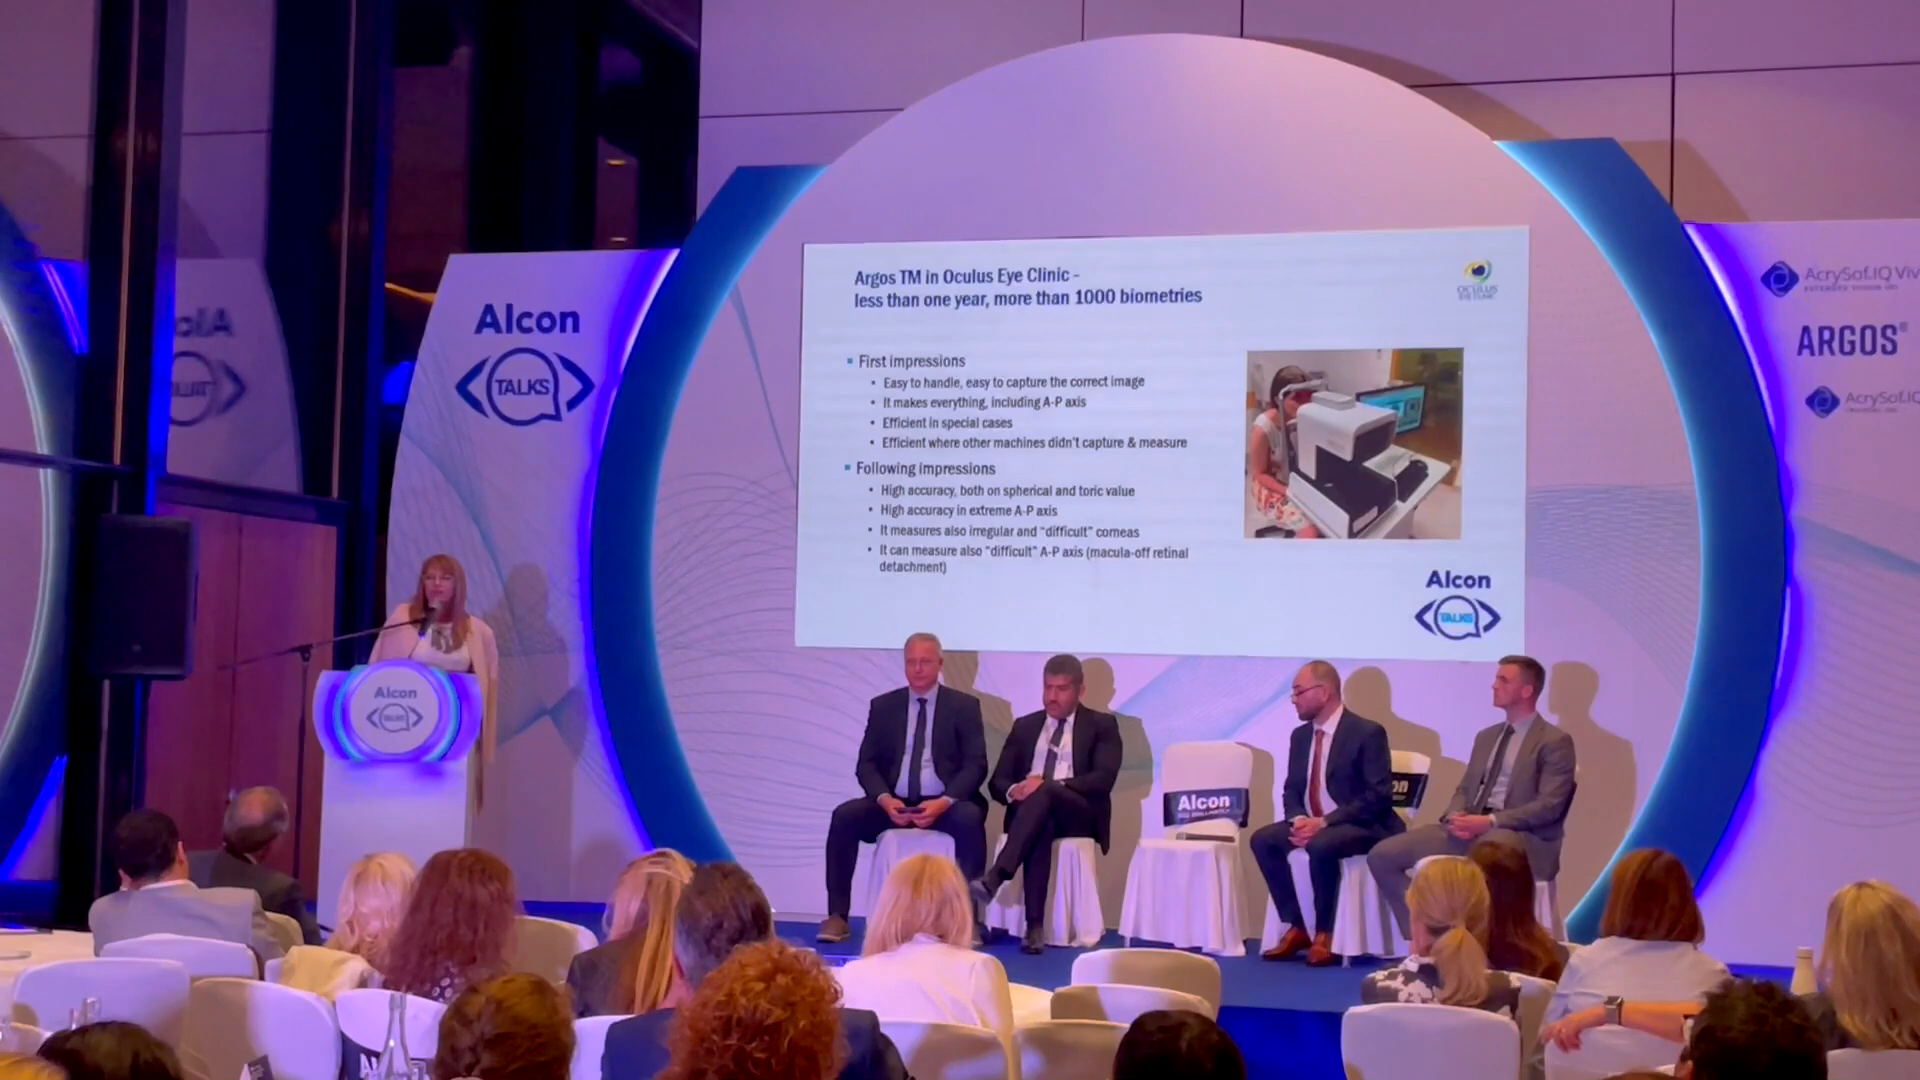 Argos TM in Oculus Eye Clinic -
less than one year, more than 1000 biometries
OCULUS
EYE CLINIC
▪ First impressions
• Easy to handle, easy to capture the correct image
• It makes everything, including A-P axis
• Efficient in special cases
• Efficient where other machines didn't capture & measure
▪ Following impressions
• High accuracy, both on spherical and toric value
• High accuracy in extreme A-P axis
• It measures also irregular and "difficult" corneas
• It can measure also "difficult" A-P axis (macula-off retinal
detachment)
Alcon
TALKS
Alcon
TALKS
Alcon
TALKS
Alcon
AcrySof IQ Viv
ARGOS®
AcrySof IQ